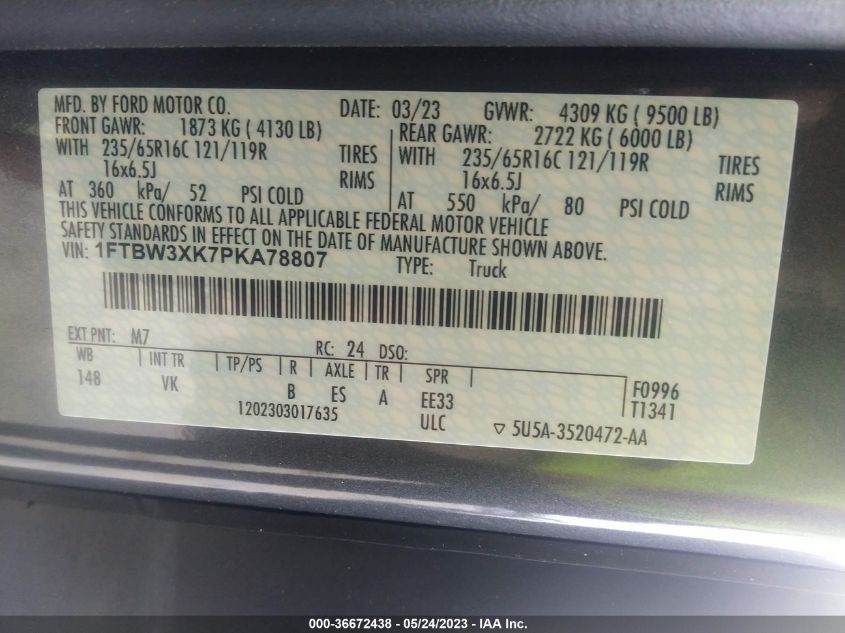 MFD. BY FORD MOTOR CO. DATE: 03/23 GVWR: 4309 KG ( 9500 LB)
FRONT GAWR: 1873 KG ( 4130 LB) REAR GAWR: 2722 KG ( 6000 LB)
WITH 235/65R16C 121/119R TIRES WITH 235/65R16C 121/119R TIRES
16x6.5J RIMS 16x6.5J RIMS
AT 360 kPa/ 52 PSI COLD AT 550 kPa/ 80 PSI COLD
THIS VEHICLE CONFORMS TO ALL APPLICABLE FEDERAL MOTOR VEHICLE
SAFETY STANDARDS IN EFFECT ON THE DATE OF MANUFACTURE SHOWN ABOVE.
VIN: 1FTBW3XK7PKA78807 TYPE: Truck
EXT PNT: M7 RC: 24 DSO:
WB INT TR TP/PS R AXLE TR SPR
148 VK B ES A EE33 F0996
1202303017635 ULC T1341
▽ 5U5A-3520472-AA
000-36672438 - 05/24/2023 - IAA Inc.